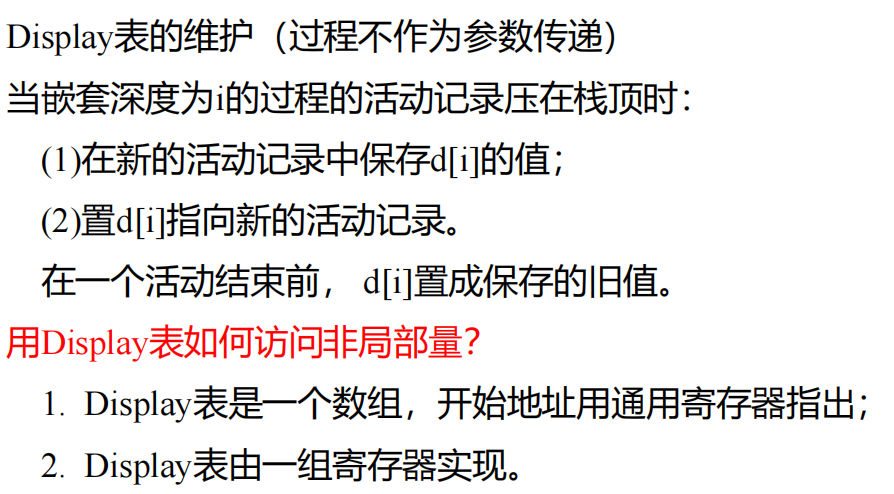 Display表的维护（过程不作为参数传递）
当嵌套深度为i的过程的活动记录压在栈顶时：
(1)在新的活动记录中保存d[i]的值；
(2)置d[i]指向新的活动记录。
在一个活动结束前， d[i]置成保存的旧值。
用Display表如何访问非局部量？
1. Display表是一个数组，开始地址用通用寄存器指出；
2. Display表由一组寄存器实现。